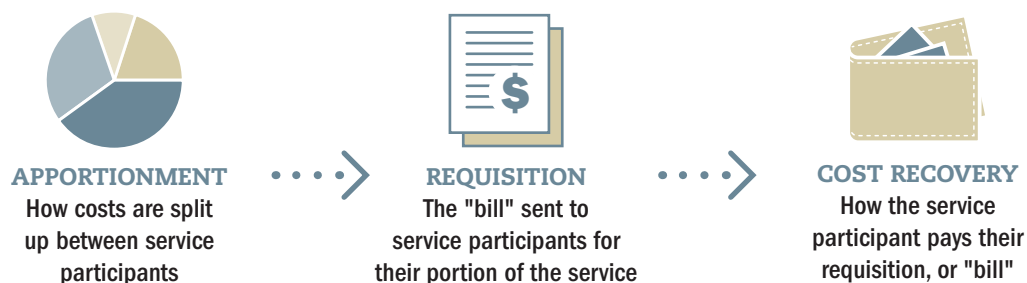 $
APPORTIONMENT
How costs are split
up between service
participants
REQUISITION
The "bill" sent to
service participants for
their portion of the service
COST RECOVERY
How the service
participant pays their
requisition, or "bill"